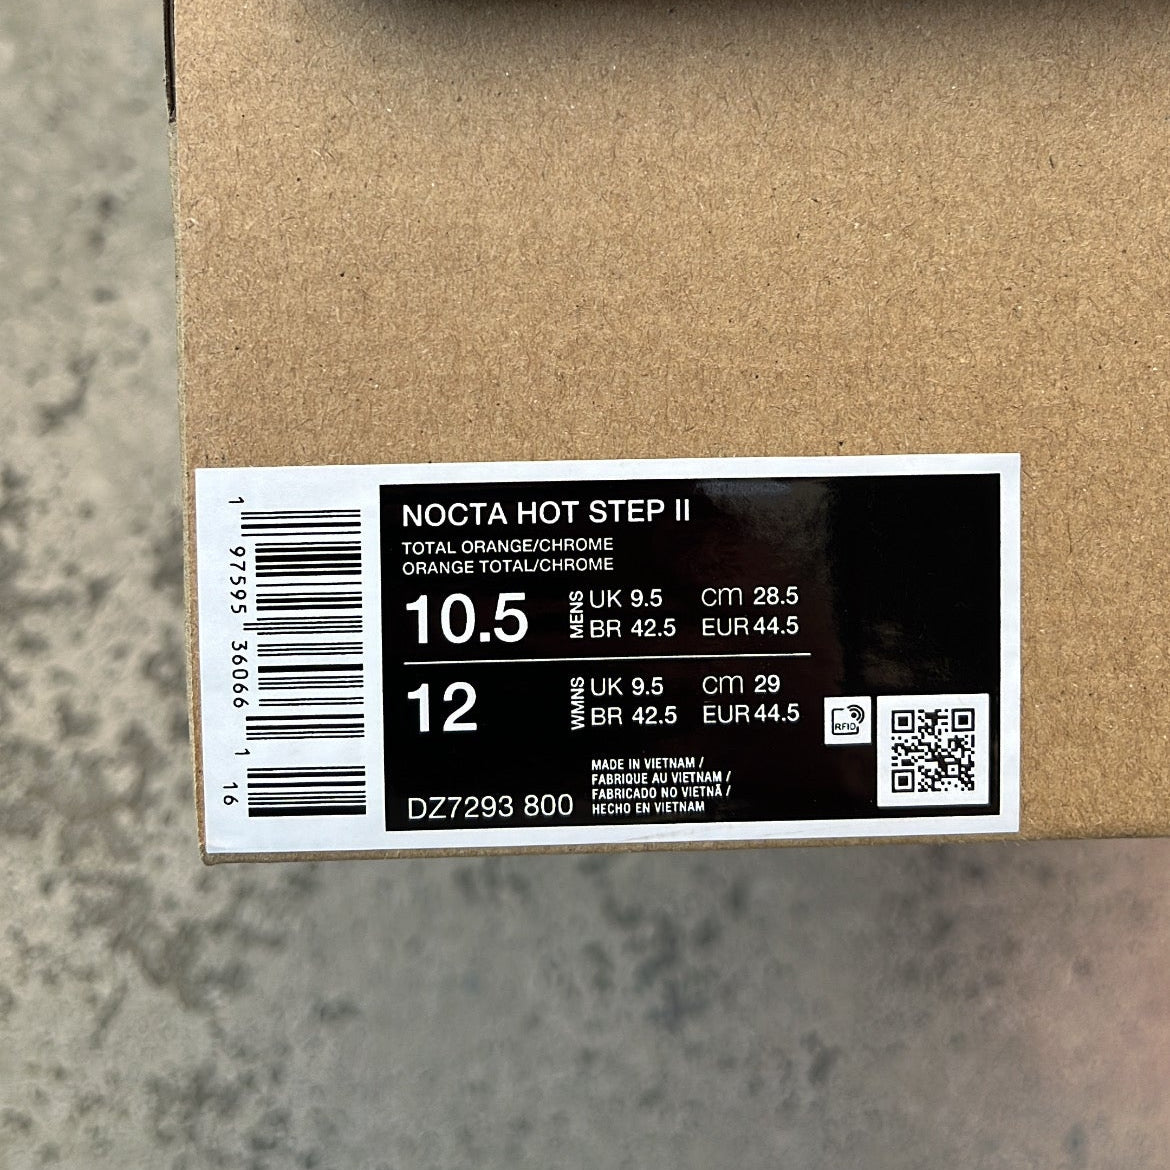 NOCTA HOT STEP II
TOTAL ORANGE/CHROME
ORANGE TOTAL/CHROME
10.5 MENS UK 9.5 cm 28.5
BR 42.5 EUR 44.5
12 WMNS UK 9.5 cm 29
BR 42.5 EUR 44.5
RFID
MADE IN VIETNAM /
FABRIQUE AU VIETNAM /
FABRICADO NO VIETNÃ /
HECHO EN VIETNAM
DZ7293 800
1 97595 36066 1 16